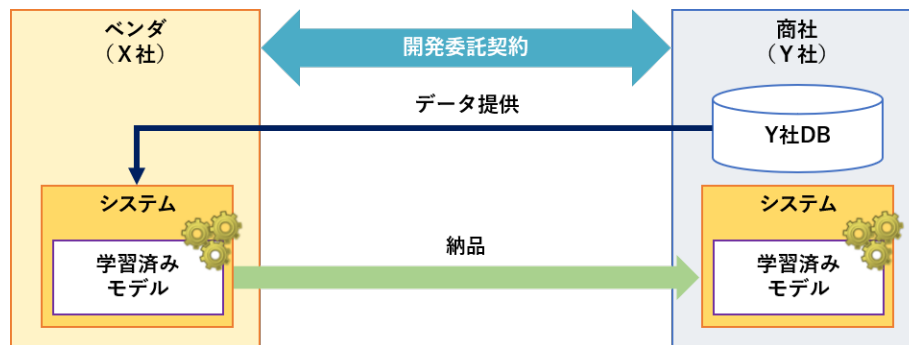 ベンダ
（X社）
開発委託契約
商社
（Y社）
データ提供
Y社DB
システム
学習済み
モデル
納品
システム
学習済み
モデル